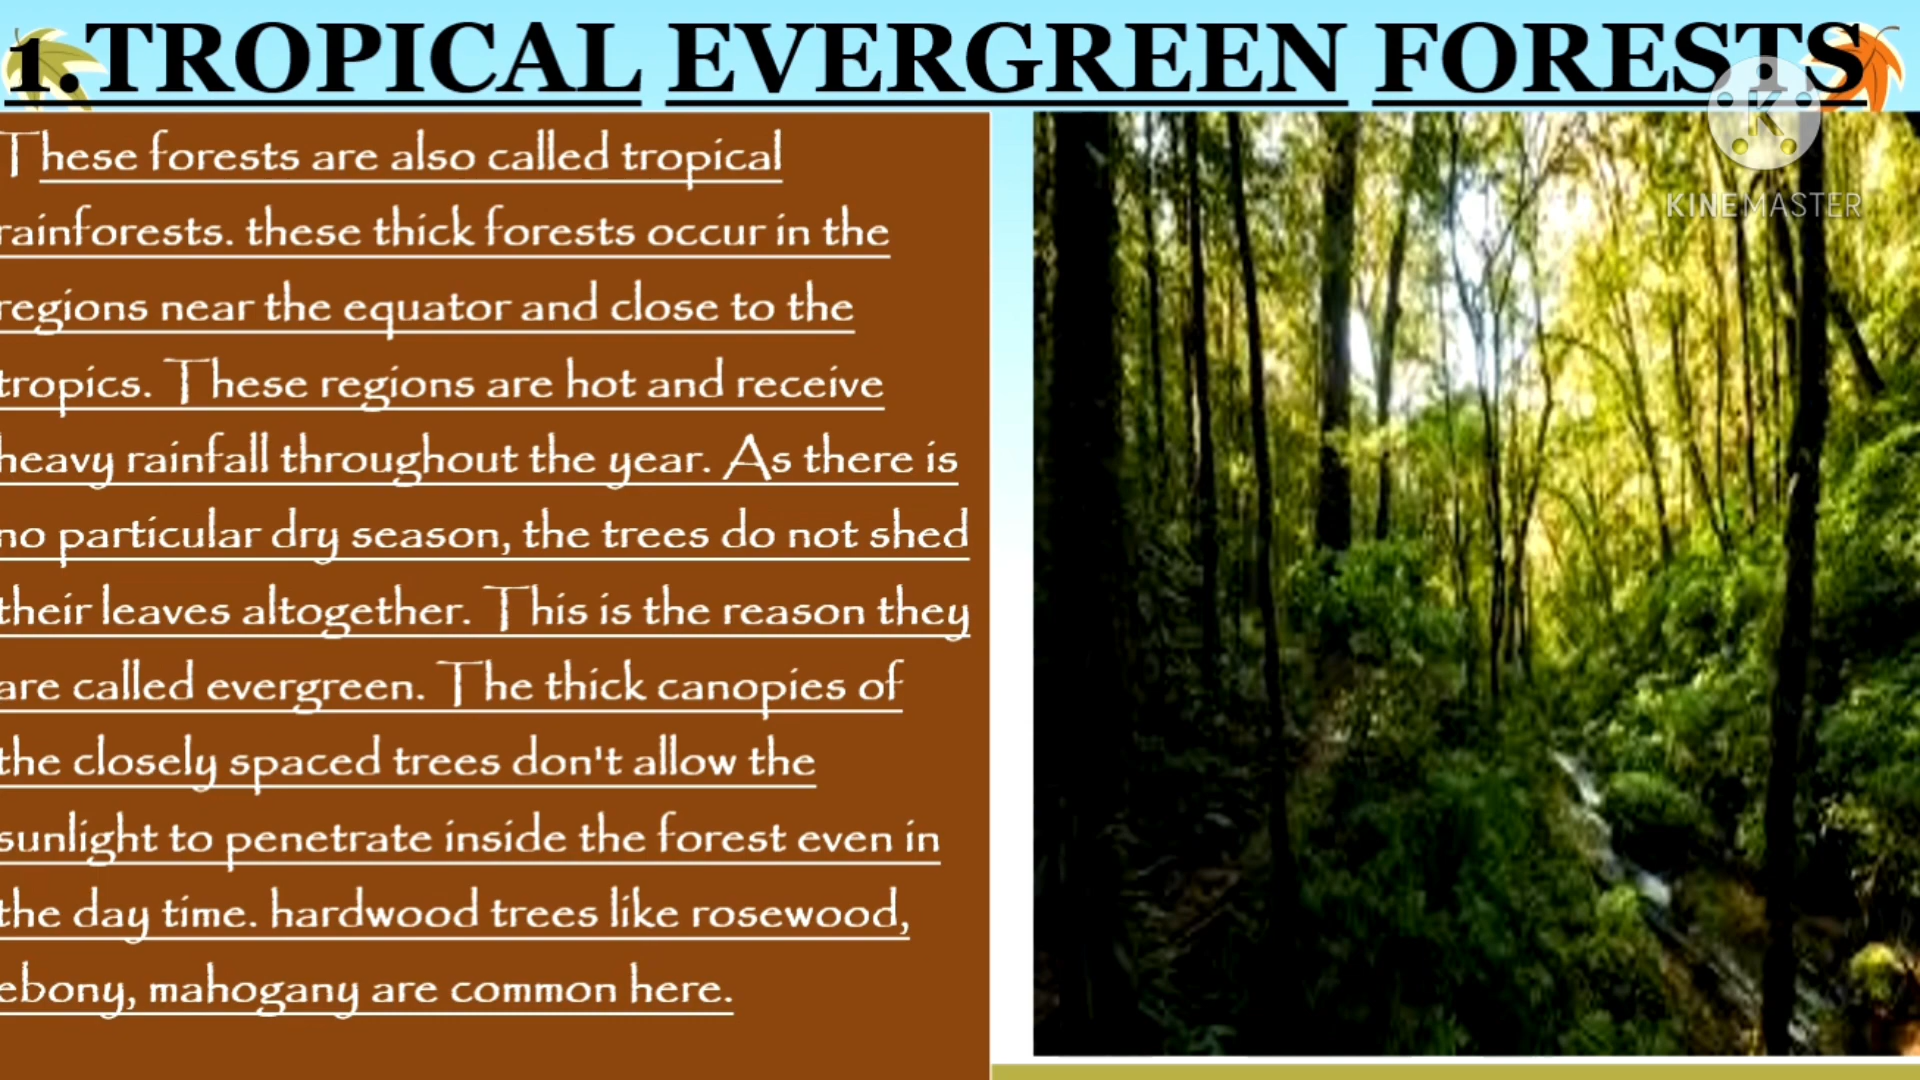 1. TROPICAL EVERGREEN FORESTS
These forests are also called tropical
rainforests. these thick forests occur in the
regions near the equator and close to the
tropics. These regions are hot and receive
heavy rainfall throughout the year. As there is
no particular dry season, the trees do not shed
their leaves altogether. This is the reason they
are called evergreen. The thick canopies of
the closely spaced trees don't allow the
sunlight to penetrate inside the forest even in
the day time. hardwood trees like rosewood,
ebony, mahogany are common here.
K
KINEMASTER